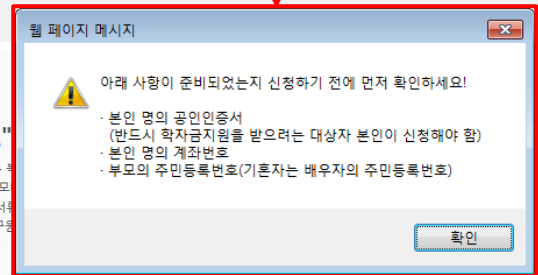 웹 페이지 메시지
아래 사항이 준비되었는지 신청하기 전에 먼저 확인하세요!
· 본인 명의 공인인증서
(반드시 학자금지원을 받으려는 대상자 본인이 신청해야 함)
· 본인 명의 계좌번호
· 부모의 주민등록번호(기혼자는 배우자의 주민등록번호)
확인